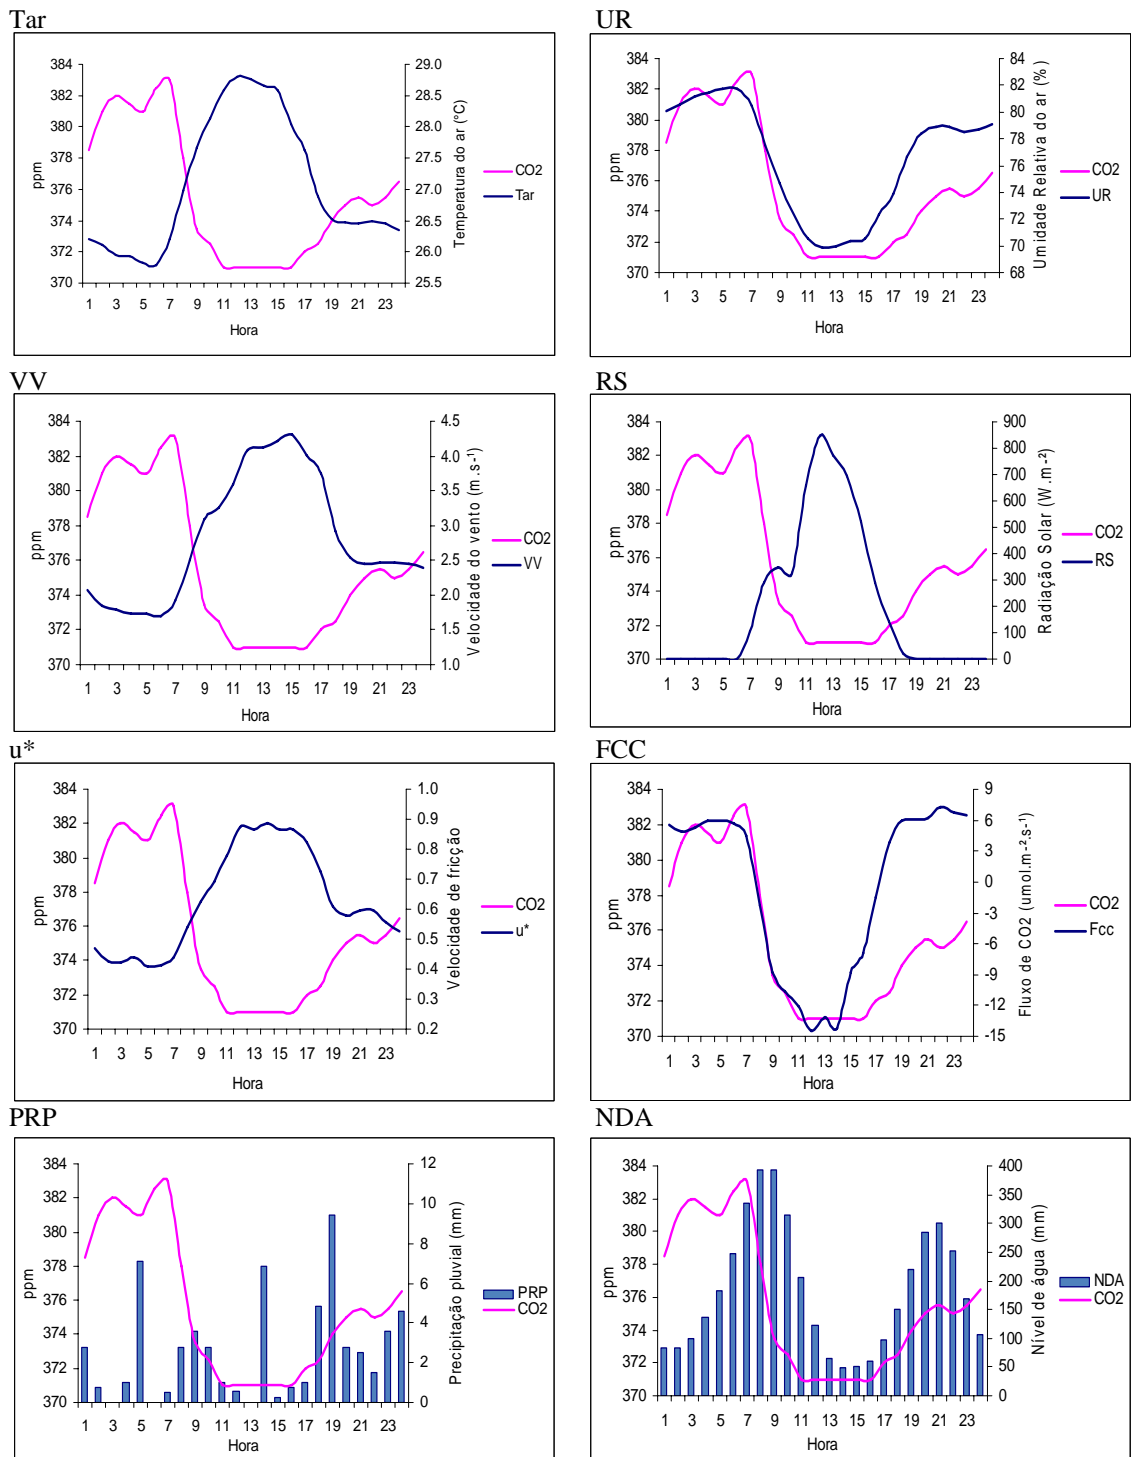 Tar
384
382
380
378
376
374
372
370
ppm
29.0
28.5
28.0
27.5
27.0
26.5
26.0
25.5
Temperatura do ar (°C)
CO2
Tar
1 3 5 7 9 11 13 15 17 19 21 23
Hora
UR
384
382
380
378
376
374
372
370
ppm
84
82
80
78
76
74
72
70
68
Umidade Relativa do ar (%)
CO2
UR
1 3 5 7 9 11 13 15 17 19 21 23
Hora
VV
384
382
380
378
376
374
372
370
ppm
4.5
4.0
3.5
3.0
2.5
2.0
1.5
1.0
Velocidade do vento (m.s-¹)
CO2
VV
1 3 5 7 9 11 13 15 17 19 21 23
Hora
RS
384
382
380
378
376
374
372
370
ppm
900
800
700
600
500
400
300
200
100
0
Radiação Solar (W.m-²)
CO2
RS
1 3 5 7 9 11 13 15 17 19 21 23
Hora
u*
384
382
380
378
376
374
372
370
ppm
1.0
0.9
0.8
0.7
0.6
0.5
0.4
0.3
0.2
Velocidade de fricção
CO2
u*
1 3 5 7 9 11 13 15 17 19 21 23
Hora
FCC
384
382
380
378
376
374
372
370
ppm
9
6
3
0
-3
-6
-9
-12
-15
Fluxo de CO2 (umol.m-².s-¹)
CO2
Fcc
1 3 5 7 9 11 13 15 17 19 21 23
Hora
PRP
384
382
380
378
376
374
372
370
ppm
12
10
8
6
4
2
0
Precipitação pluvial (mm)
PRP
CO2
1 3 5 7 9 11 13 15 17 19 21 23
Hora
NDA
384
382
380
378
376
374
372
370
ppm
400
350
300
250
200
150
100
50
0
Nível de água (mm)
NDA
CO2
1 3 5 7 9 11 13 15 17 19 21 23
Hora